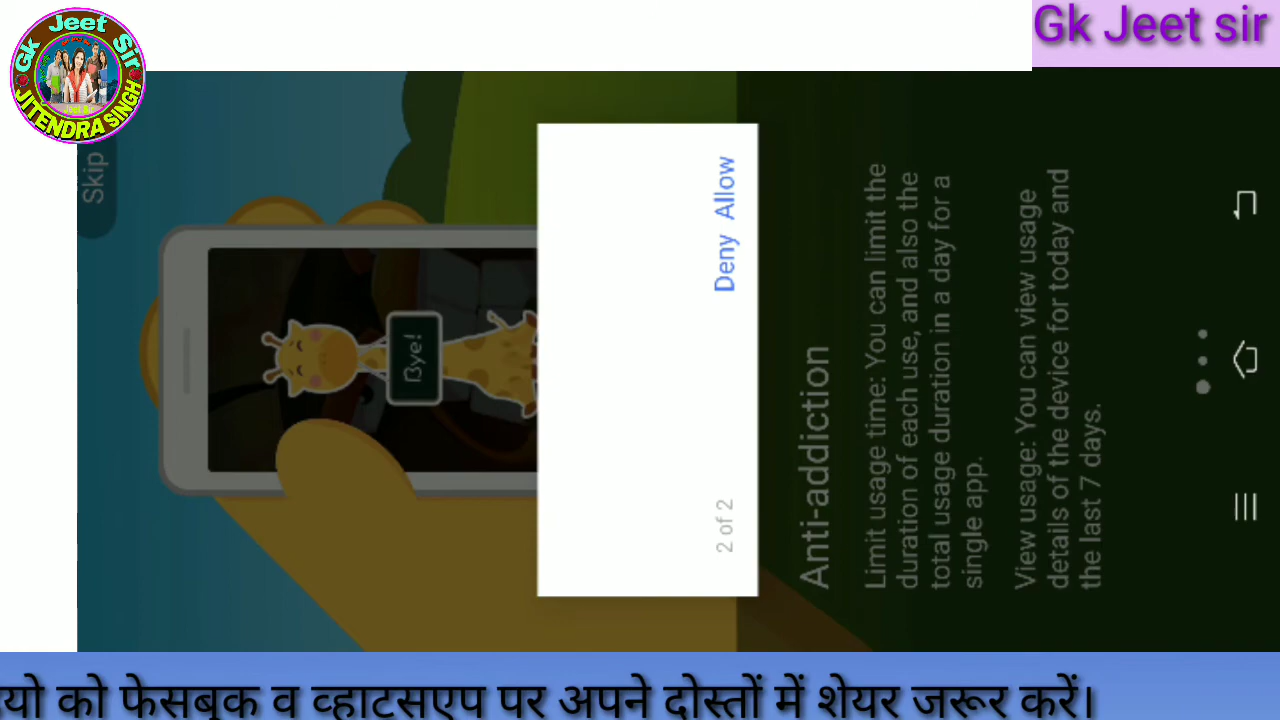 Gk Jeet Sir
JITENDRA SINGH
Jeet Sir
Gk Jeet sir
Skip
Bye!
Deny Allow
2 of 2
Anti-addiction
Limit usage time: You can limit the
duration of each use, and also the
total usage duration in a day for a
single app.
View usage: You can view usage
details of the device for today and
the last 7 days.
को फेसबुक व व्हाटसएप पर अपने दोस्तों में शेयर जरूर करें।